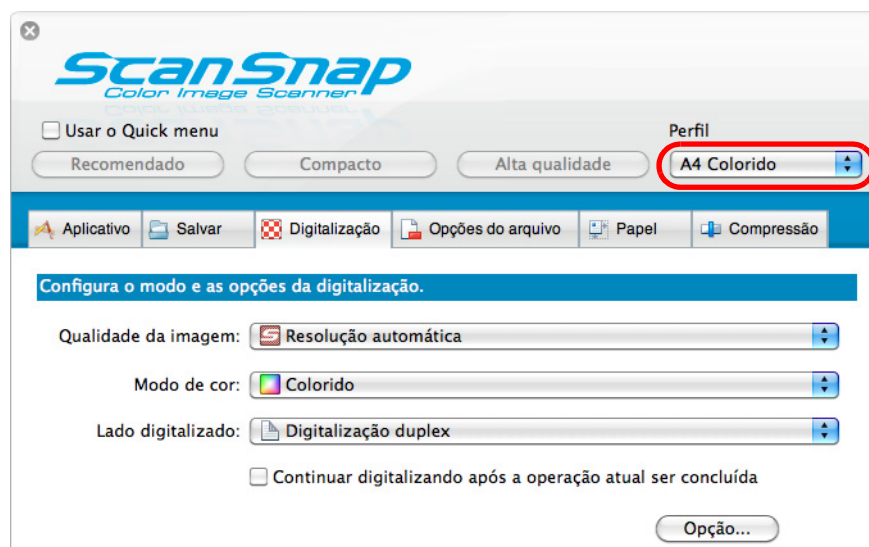 ScanSnap
Color Image Scanner
Usar o Quick menu
Perfil
Recomendado
Compacto
Alta qualidade
A4 Colorido
Aplicativo
Salvar
Digitalização
Opções do arquivo
Papel
Compressão
Configura o modo e as opções da digitalização.
Qualidade da imagem: Resolução automática
Modo de cor: Colorido
Lado digitalizado: Digitalização duplex
Continuar digitalizando após a operação atual ser concluída
Opção...